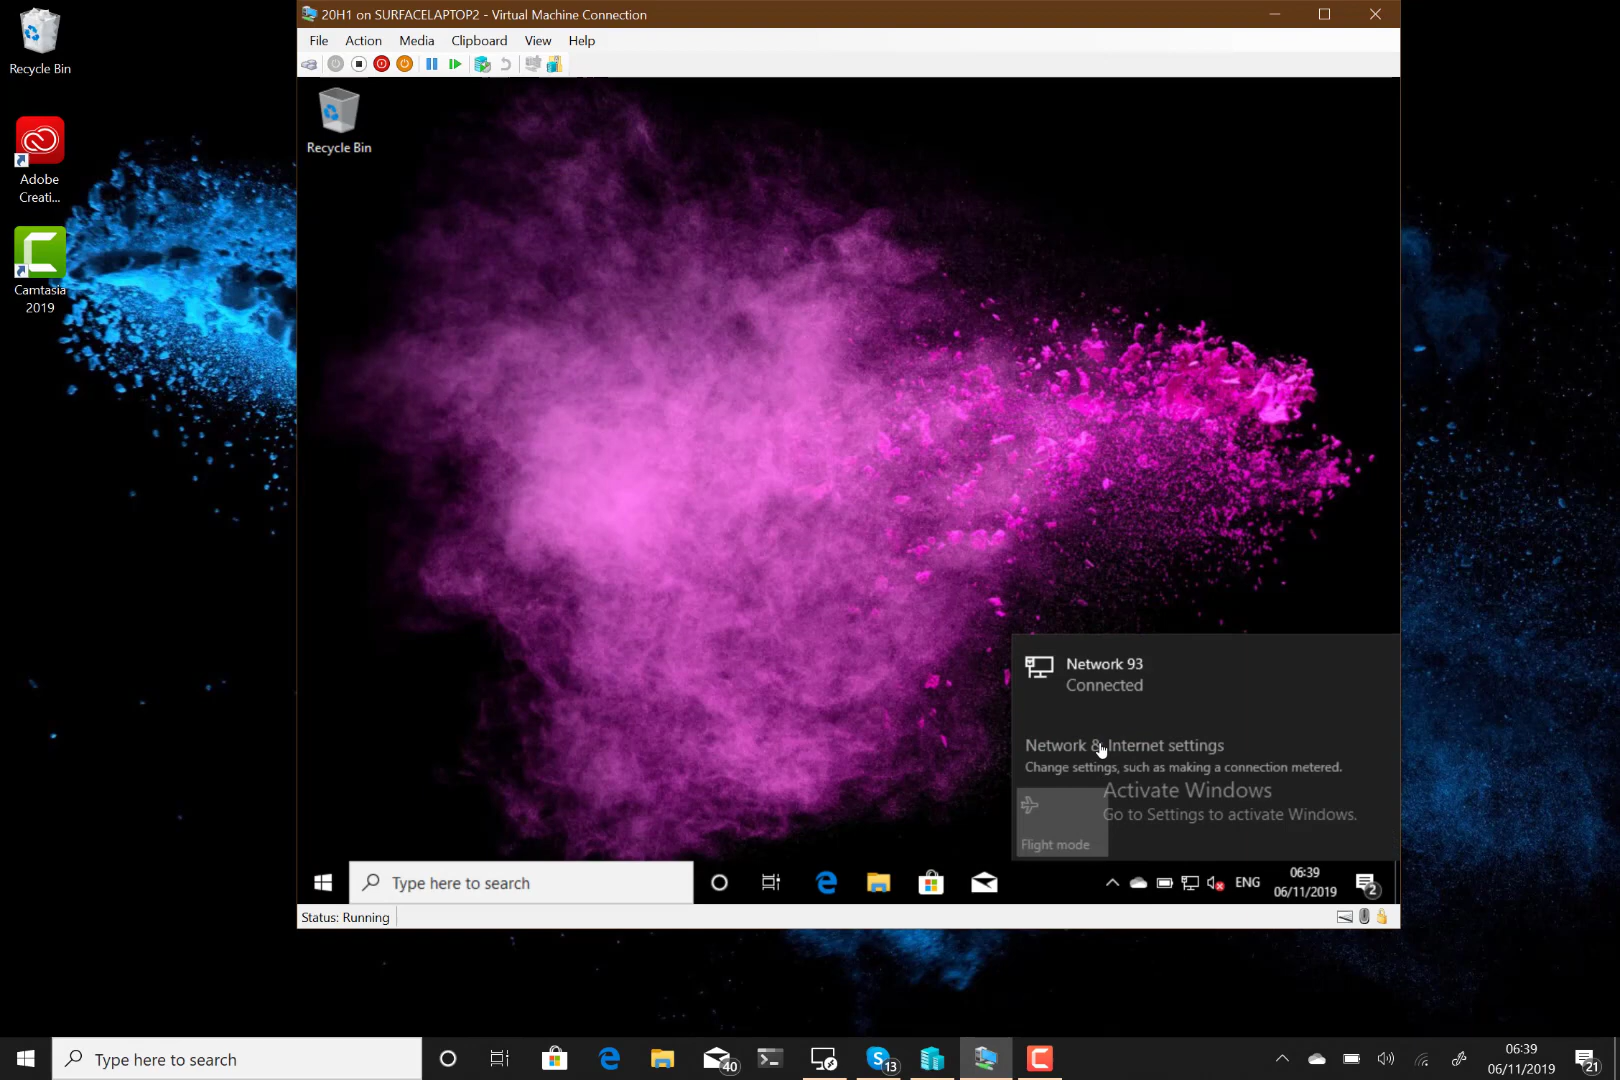 Recycle Bin
Adobe
Creati...
Camtasia
2019
20H1 on SURFACELAPTOP2 - Virtual Machine Connection
File Action Media Clipboard View Help
Recycle Bin
Network 93
Connected
Network & Internet settings
Change settings, such as making a connection metered.
Activate Windows
Go to Settings to activate Windows.
Flight mode
Type here to search
ENG
06:39
06/11/2019
2
Status: Running
Type here to search
40
13
06:39
06/11/2019
21